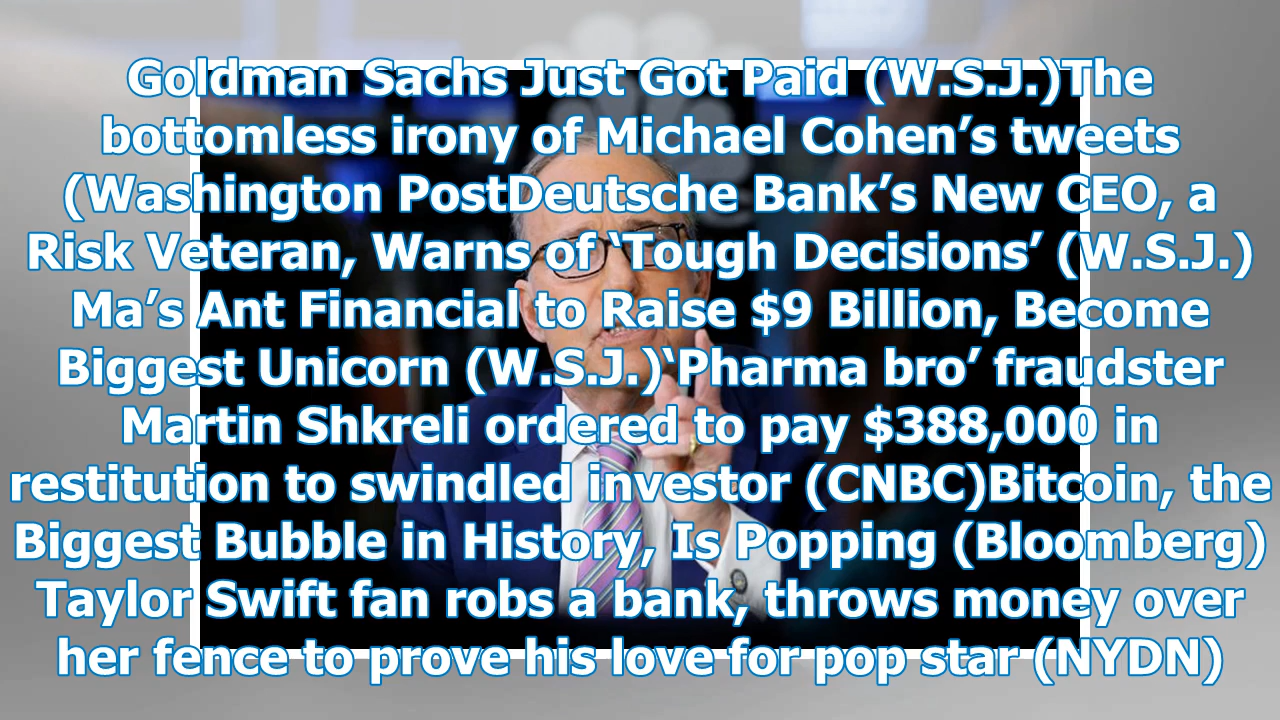 Goldman Sachs Just Got Paid (W.S.J.)The
bottomless irony of Michael Cohen’s tweets
(Washington PostDeutsche Bank’s New CEO, a
Risk Veteran, Warns of ‘Tough Decisions’ (W.S.J.)
Ma’s Ant Financial to Raise $9 Billion, Become
Biggest Unicorn (W.S.J.)‘Pharma bro’ fraudster
Martin Shkreli ordered to pay $388,000 in
restitution to swindled investor (CNBC)Bitcoin, the
Biggest Bubble in History, Is Popping (Bloomberg)
Taylor Swift fan robs a bank, throws money over
her fence to prove his love for pop star (NYDN)